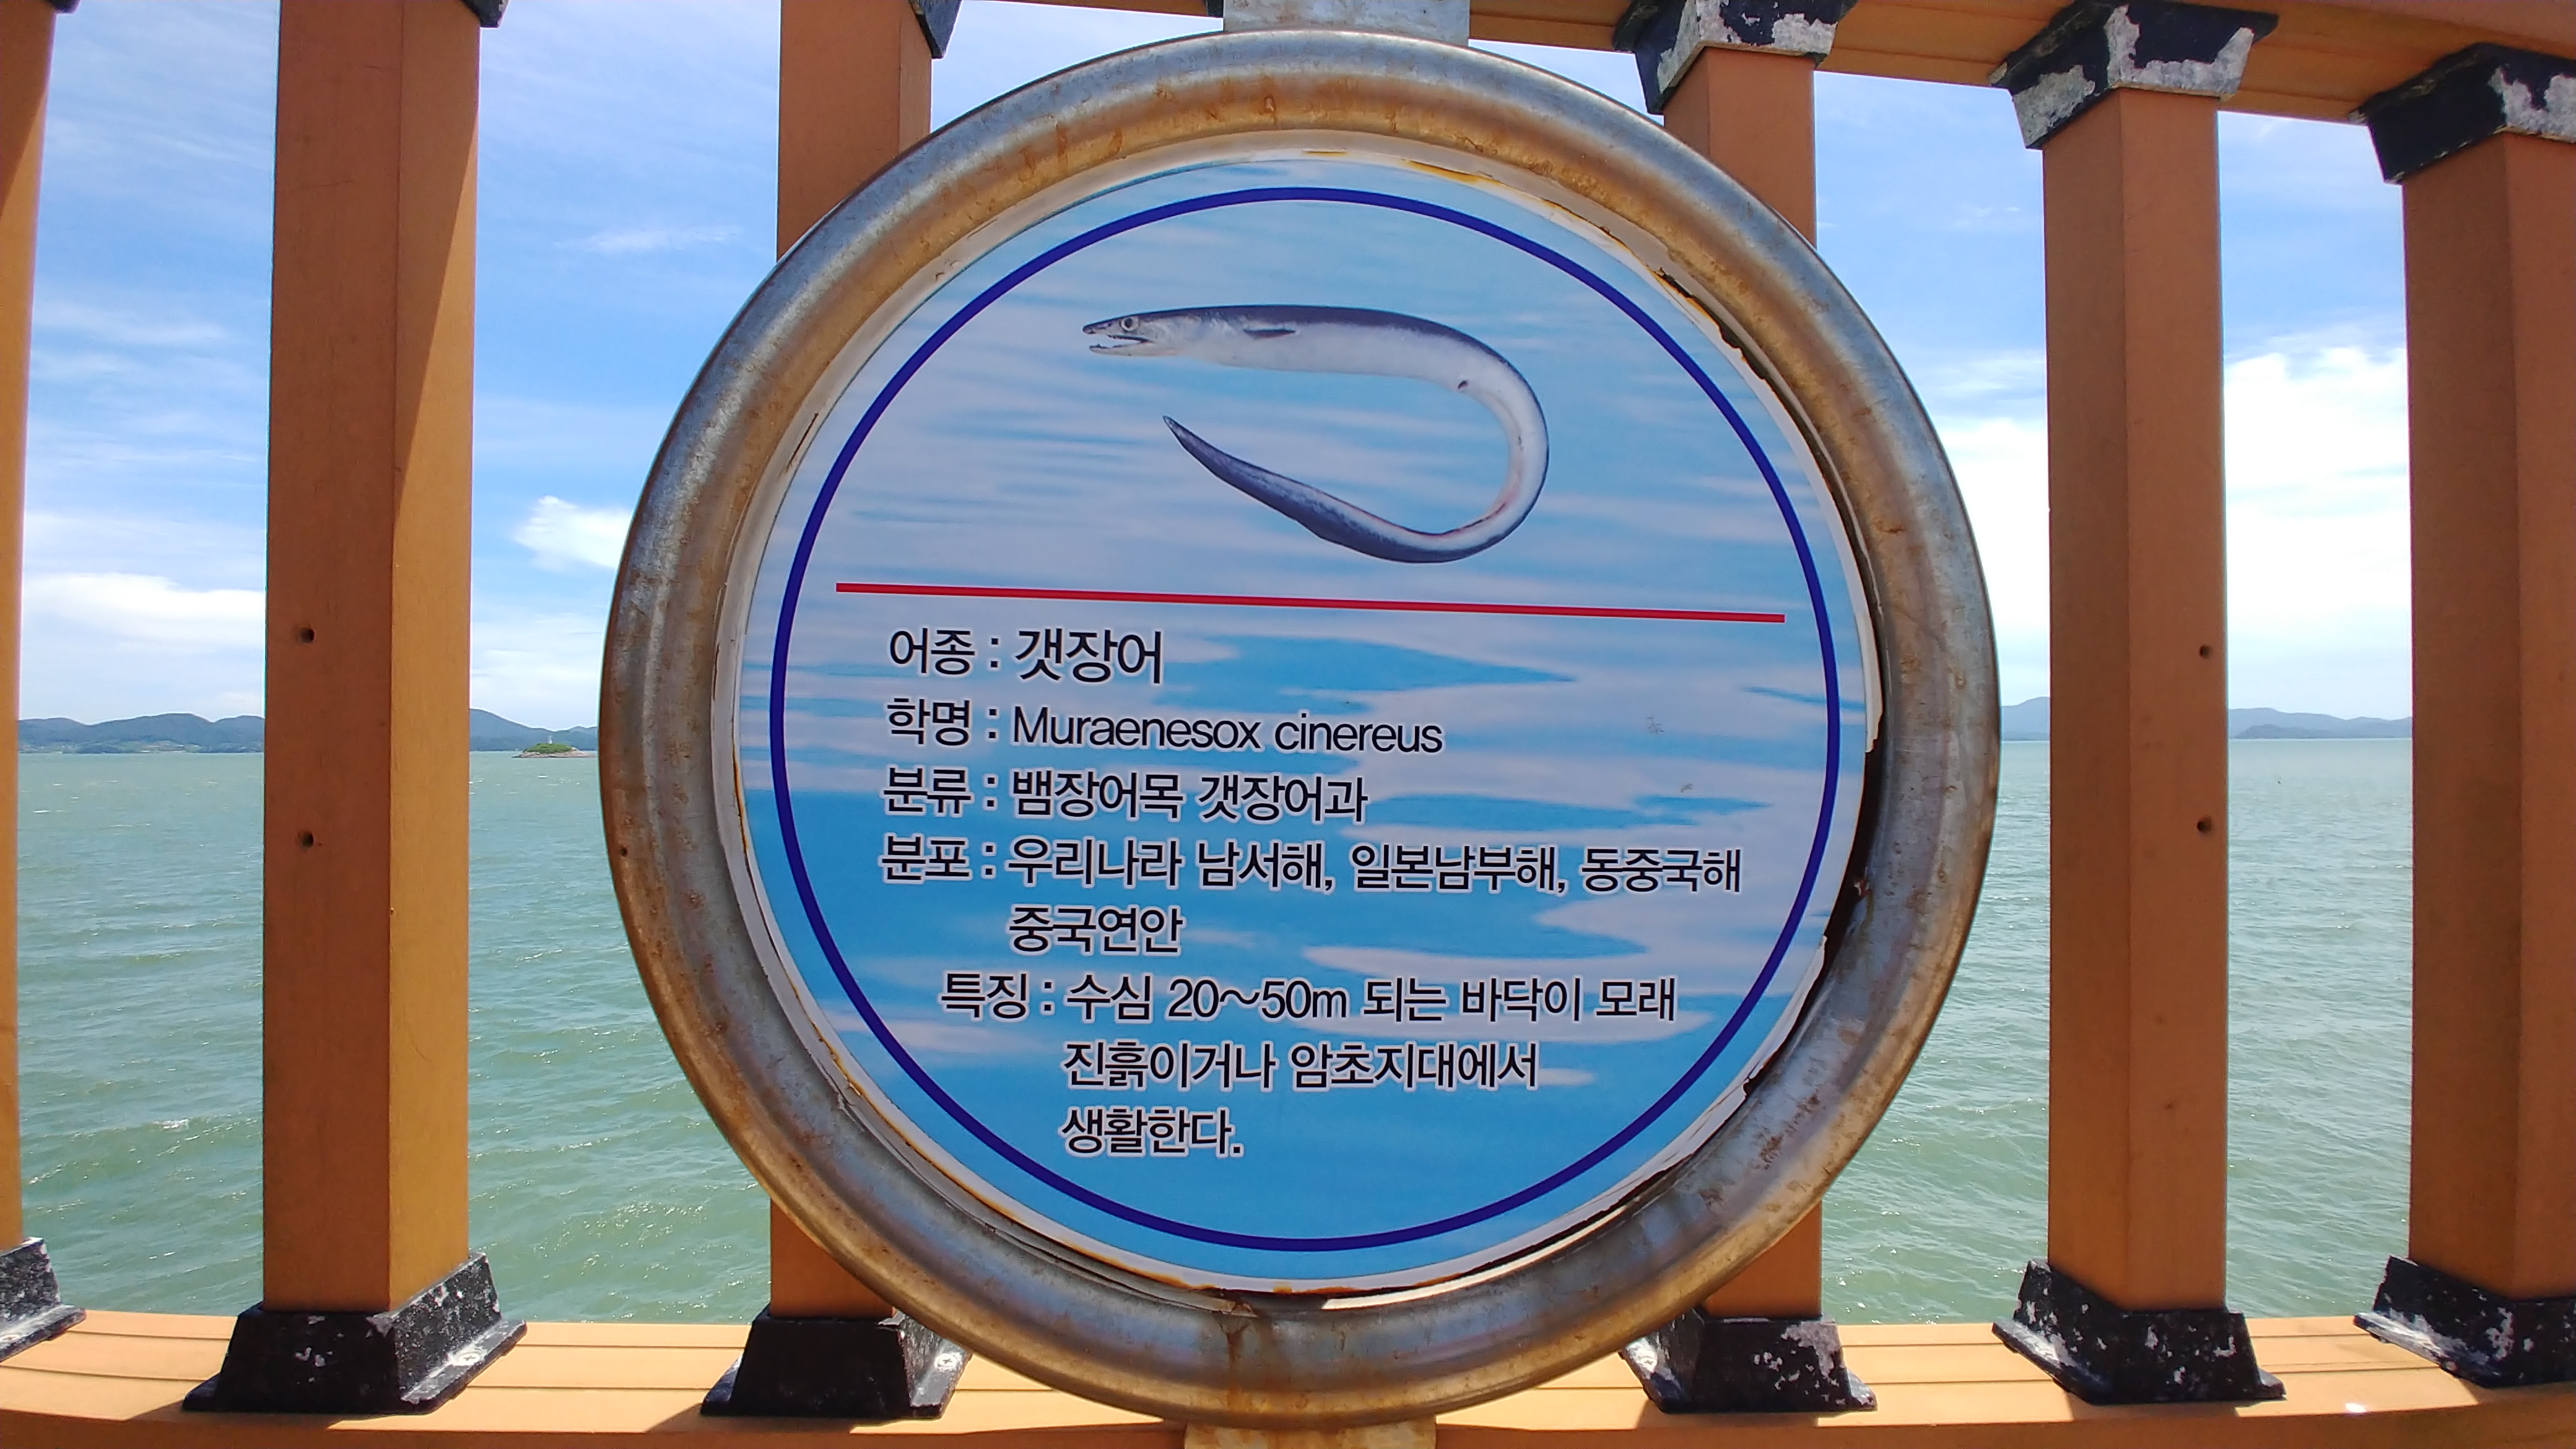 어종 : 갯장어
학명 : Muraenesox cinereus
분류 : 뱀장어목 갯장어과
분포 : 우리나라 남서해, 일본남부해, 동중국해
중국연안
특징 : 수심 20~50m 되는 바닥이 모래
진흙이거나 암초지대에서
생활한다.